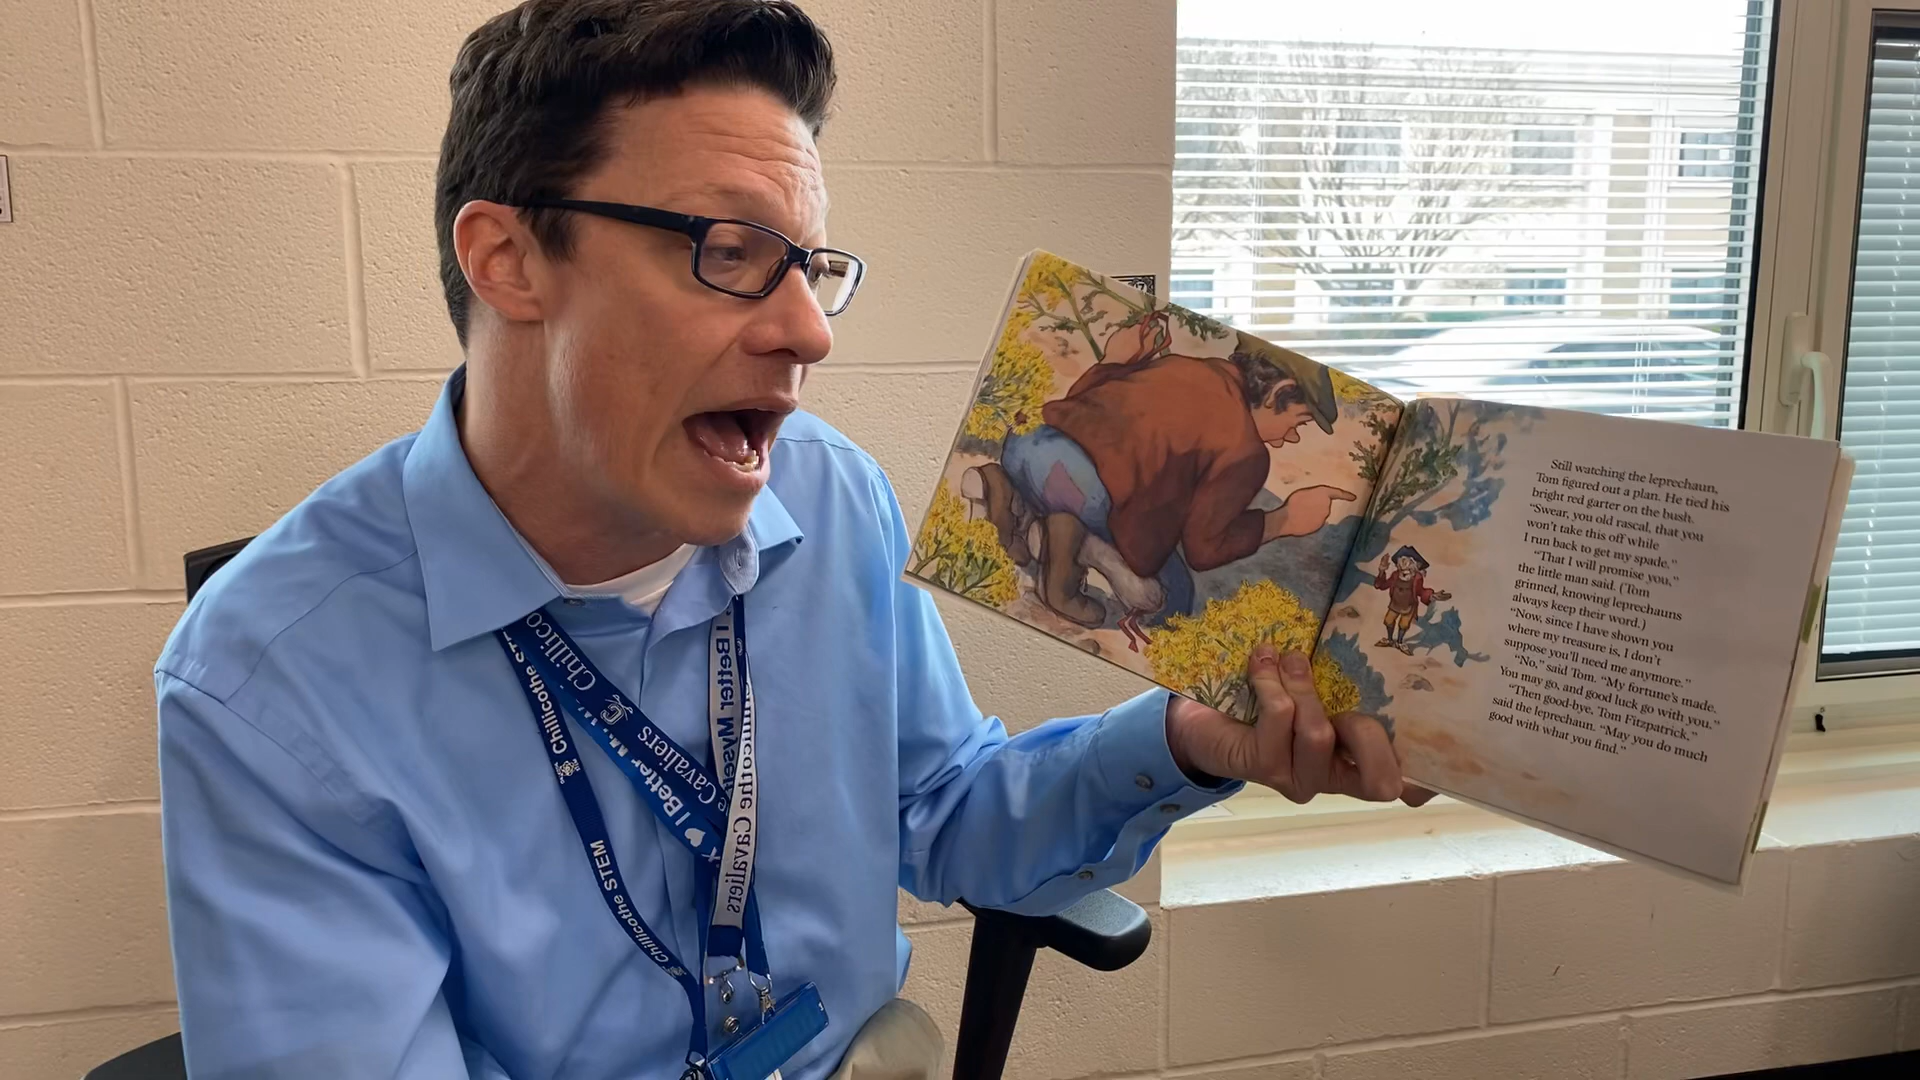 Still watching the leprechaun,
Tom figured out a plan. He tied his
bright red garter on the bush.
"Swear, you old rascal, that you
won't take this off while
I run back to get my spade."
"That I will promise you,"
the little man said. (Tom
grinned, knowing leprechauns
always keep their word.)
"Now, since I have shown you
where my treasure is, I don't
suppose you'll need me anymore."
"No," said Tom. "My fortune's made.
You may go, and good luck go with you."
"Then good-bye, Tom Fitzpatrick,"
said the leprechaun. "May you do much
good with what you find."
Chillicothe STEM
Chillicothe STEM
Chillico
I Better M
Cavaliers
I Better Myself
Chillicothe Cavaliers